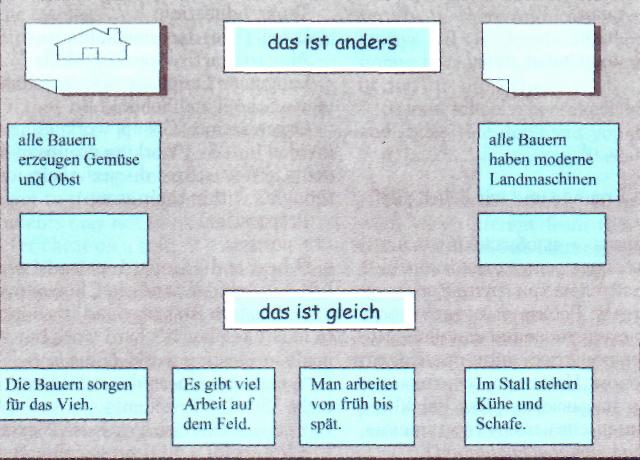 das ist anders
alle Bauern
erzeugen Gemüse
und Obst
alle Bauern
haben moderne
Landmaschinen
das ist gleich
Die Bauern sorgen
für das Vieh.
Es gibt viel
Arbeit auf
dem Feld.
Man arbeitet
von früh bis
spät.
Im Stall stehen
Kühe und
Schafe.